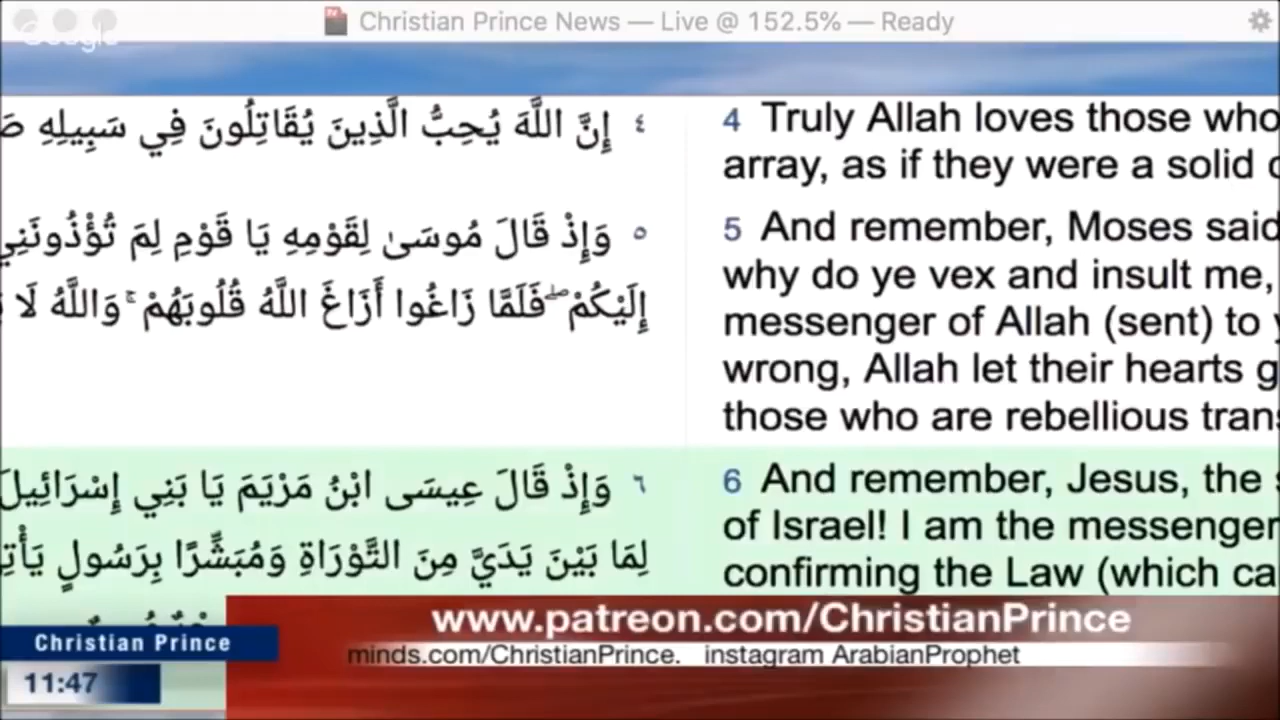 Christian Prince News — Live @ 152.5% — Ready
Google
إِنَّ اللَّهَ يُحِبُّ الَّذِينَ يُقَاتِلُونَ فِي سَبِيلِهِ ٤
4 Truly Allah loves those who
array, as if they were a solid
٥ وَإِذْ قَالَ مُوسَىٰ لِقَوْمِهِ يَا قَوْمِ لِمَ تُؤْذُونَنِي
إِلَيْكُمْ ۖ فَلَمَّا زَاغُوا أَزَاغَ اللَّهُ قُلُوبَهُمْ ۚ وَاللَّهُ لَا
5 And remember, Moses said
why do ye vex and insult me,
messenger of Allah (sent) to
wrong, Allah let their hearts g
those who are rebellious trans
٦ وَإِذْ قَالَ عِيسَى ابْنُ مَرْيَمَ يَا بَنِي إِسْرَائِيلَ
لِمَا بَيْنَ يَدَيَّ مِنَ التَّوْرَاةِ وَمُبَشِّرًا بِرَسُولٍ يَأْتِ
6 And remember, Jesus, the s
of Israel! I am the messenger
confirming the Law (which ca
www.patreon.com/ChristianPrince
Christian Prince
minds.com/ChristianPrince. instagram ArabianProphet
11:47